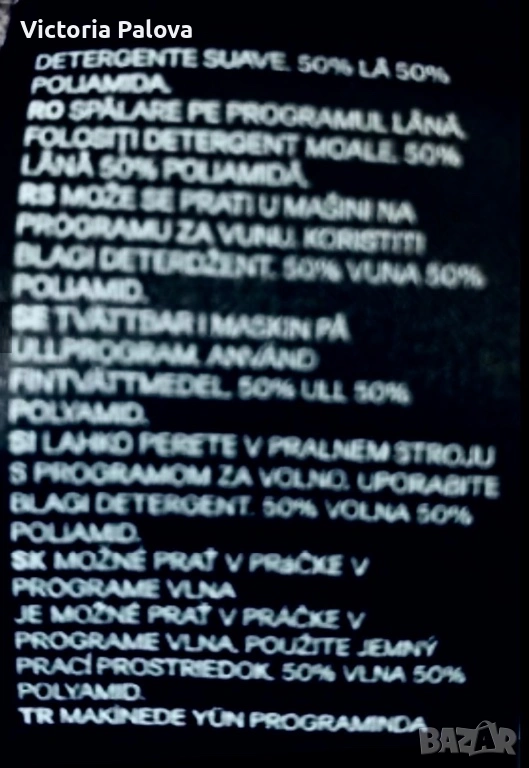 Victoria Palova
DETERGENTE SUAVE. 50% LÃ 50%
POLIAMIDA.
RO SPĂLARE PE PROGRAMUL LÂNĂ.
FOLOSIȚI DETERGENT MOALE. 50%
LÂNĂ 50% POLIAMIDĂ.
RS MOŽE SE PRATI U MAŠINI NA
PROGRAMU ZA VUNU. KORISTITI
BLAGI DETERDŽENT. 50% VUNA 50%
POLIAMID.
SE TVÄTTBAR I MASKIN PÅ
ULLPROGRAM. ANVÄND
FINTVÄTTMEDEL. 50% ULL 50%
POLYAMID.
SI LAHKO PERETE V PRALNEM STROJU
S PROGRAMOM ZA VOLNO. UPORABITE
BLAGI DETERGENT. 50% VOLNA 50%
POLIAMID.
SK MOŽNÉ PRAŤ V PRáČKE V
PROGRAME VLNA
JE MOŽNÉ PRAŤ V PRÁČKE V
PROGRAME VLNA. POUŽITE JEMNÝ
PRACÍ PROSTRIEDOK. 50% VLNA 50%
POLYAMID.
TR MAKİNEDE YÜN PROGRAMINDA
BAZAR